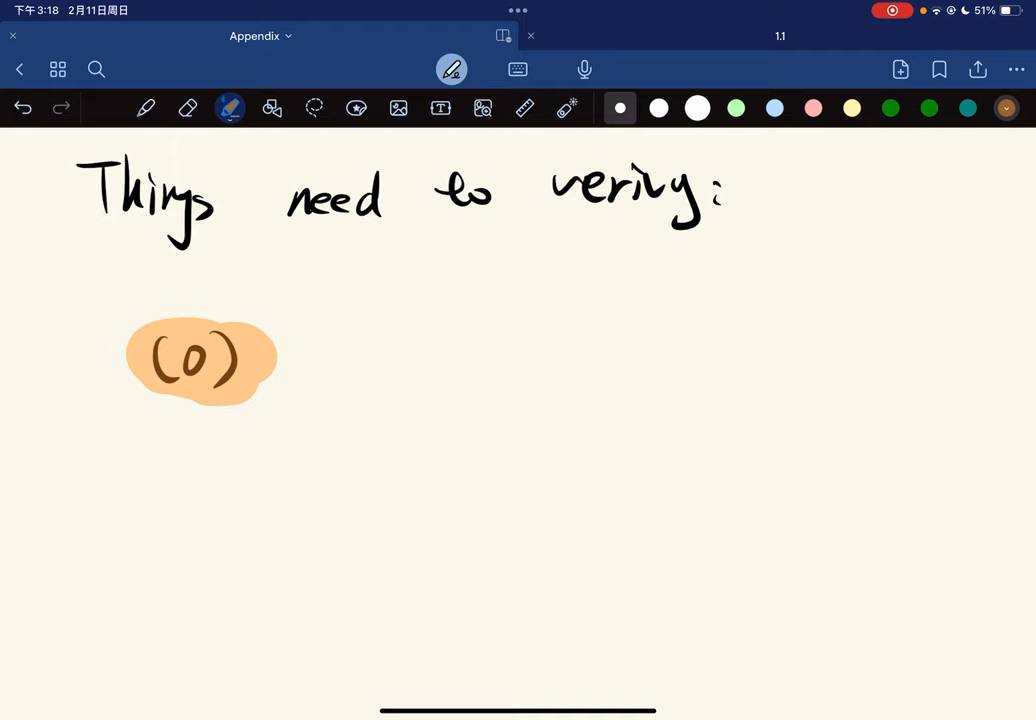 下午3:18 2月11日周日
51%
Appendix
1.1
Things need to verify:
(0)